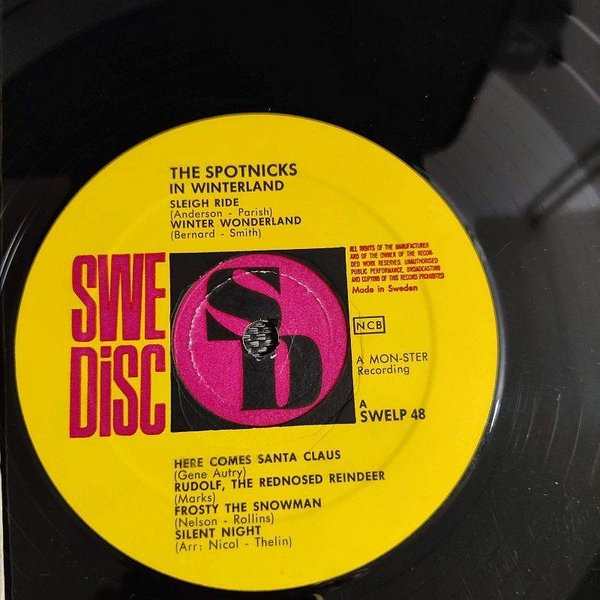 THE SPOTNICKS
IN WINTERLAND
SLEIGH RIDE
(Anderson - Parish)
WINTER WONDERLAND
(Bernard - Smith)
SWE
DiSC
SD
ALL RIGHTS OF THE MANUFACTURER
AND OF THE OWNER OF THE RECOR-
DED WORK RESERVED. UNAUTHORISED
PUBLIC PERFORMANCE, BROADCASTING
AND COPYING OF THIS RECORD PROHIBITED
Made in Sweden
NCB
A MON-STER
Recording
A
SWELP 48
HERE COMES SANTA CLAUS
(Gene Autry)
RUDOLF, THE REDNOSED REINDEER
(Marks)
FROSTY THE SNOWMAN
(Nelson - Rollins)
SILENT NIGHT
(Arr: Nicol - Thelin)